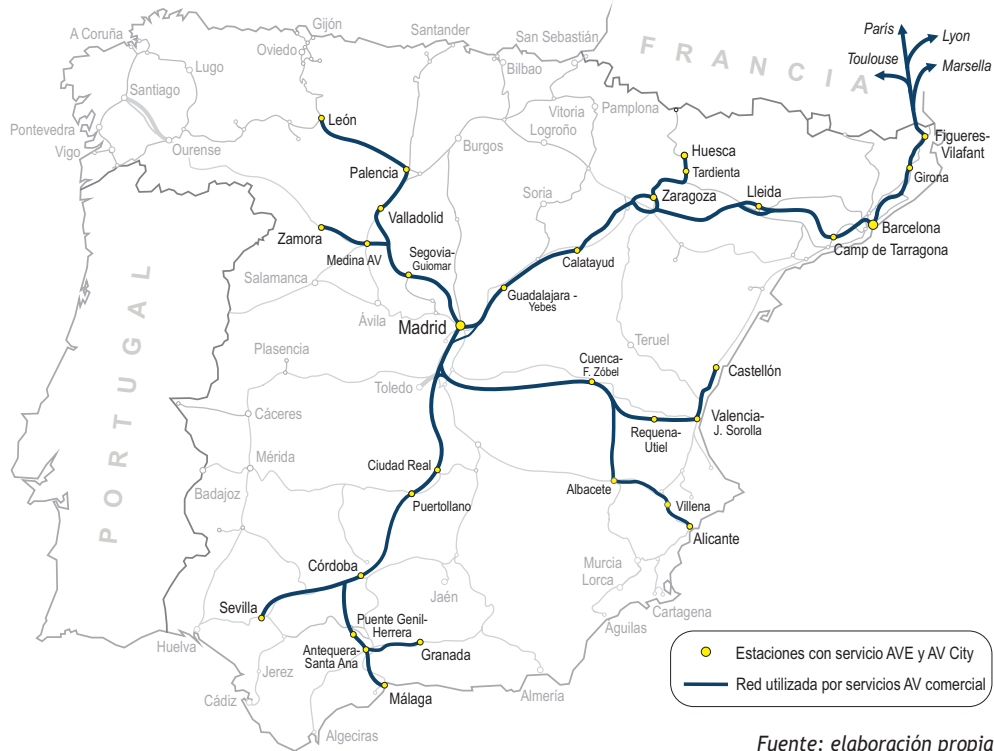 Gijón
A Coruña
Oviedo
Santander
San Sebastián
Bilbao
Lugo
Santiago
FRANCIA
París
Lyon
Toulouse
Marsella
Pontevedra
Vigo
Ourense
León
Vitoria
Pamplona
Logroño
Burgos
Palencia
Huesca
Tardienta
Figueres-
Vilafant
Girona
Soria
Zaragoza
Lleida
Valladolid
Zamora
Medina AV
Segovia-
Guiomar
Barcelona
Camp de Tarragona
Calatayud
Salamanca
Guadalajara -
Yebes
Ávila
Madrid
PORTUGAL
Teruel
Plasencia
Toledo
Cuenca-
F. Zóbel
Castellón
Cáceres
Valencia-
J. Sorolla
Requena-
Utiel
Mérida
Ciudad Real
Badajoz
Puertollano
Albacete
Villena
Alicante
Córdoba
Murcia
Lorca
Jaén
Sevilla
Cartagena
Puente Genil-
Herrera
Aguilas
Huelva
Antequera-
Santa Ana
Granada
Jerez
Málaga
Almería
Cádiz
Algeciras
Estaciones con servicio AVE y AV City
Red utilizada por servicios AV comercial
Fuente: elaboración propia